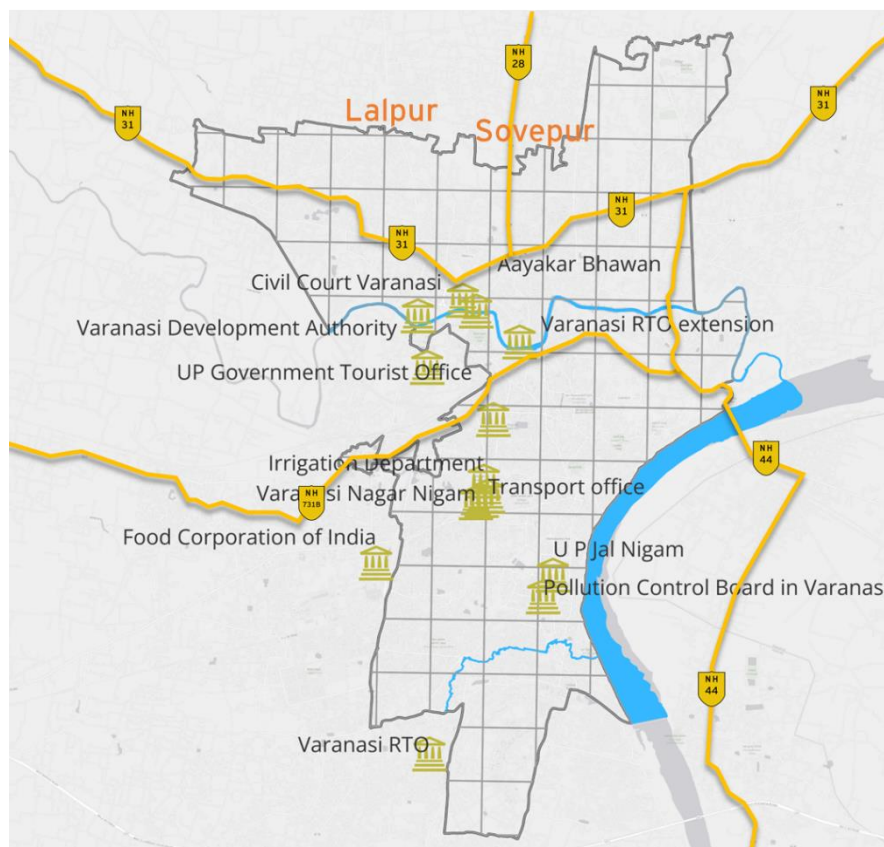 NH
28
NH
31
NH
31
Lalpur
Sovepur
NH
31
NH
31
Aayakar Bhawan
Civil Court Varanasi
Varanasi Development Authority
Varanasi RTO extension
UP Government Tourist Office
NH
44
Irrigation Department
Varanasi Nagar Nigam
Transport office
NH
731B
Food Corporation of India
U P Jal Nigam
Pollution Control Board in Varanas
NH
44
Varanasi RTO